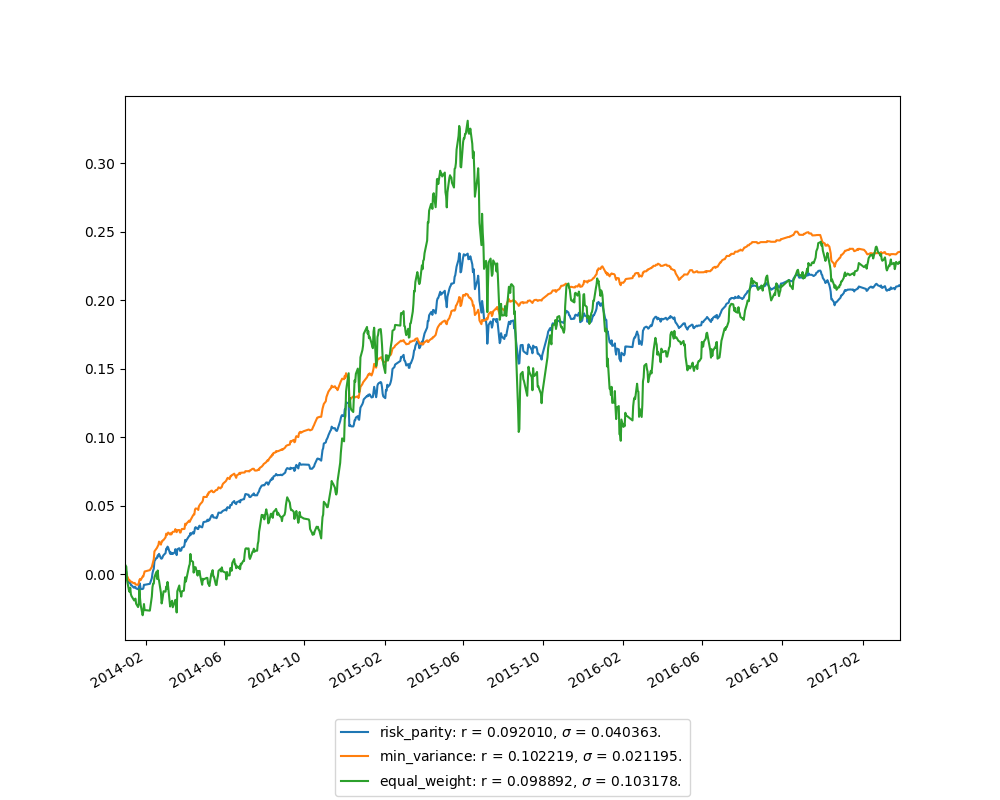 0.30
0.25
0.20
0.15
0.10
0.05
0.00
2014-02 2014-06 2014-10 2015-02 2015-06 2015-10 2016-02 2016-06 2016-10 2017-02
risk_parity: r = 0.092010, σ = 0.040363.
min_variance: r = 0.102219, σ = 0.021195.
equal_weight: r = 0.098892, σ = 0.103178.